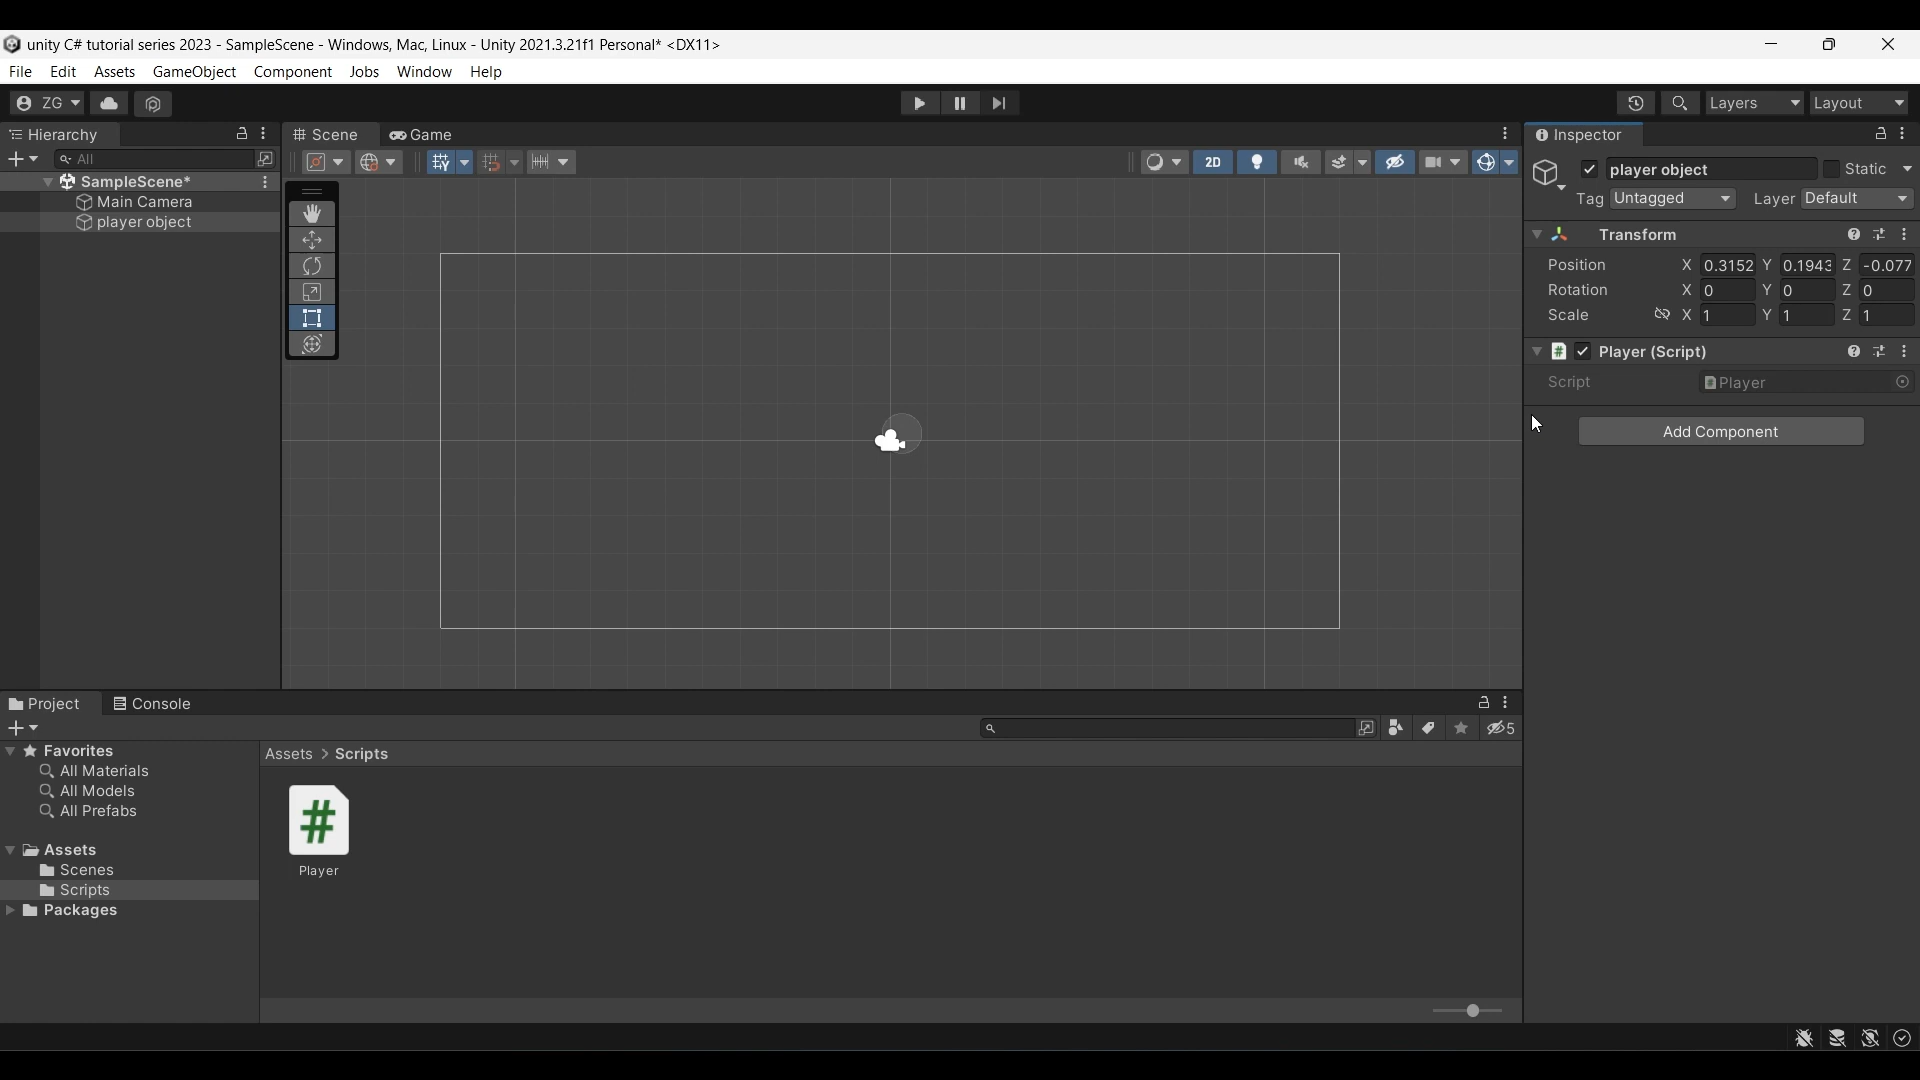 unity C# tutorial series 2023 - SampleScene - Windows, Mac, Linux - Unity 2021.3.21f1 Personal* <DX11>
File Edit Assets GameObject Component Jobs Window Help
ZG Layers Layout
Hierarchy Scene Game Inspector
All 2D player object Static
Tag Untagged Layer Default
SampleScene*
Main Camera
player object
Transform
Position X 0.3152 Y 0.1943 Z -0.077
Rotation X 0 Y 0 Z 0
Scale X 1 Y 1 Z 1
# Player (Script)
Script Player
Add Component
Project Console
5
Favorites
All Materials
All Models
All Prefabs
Assets
Scenes
Scripts
Packages
Assets > Scripts
#
Player